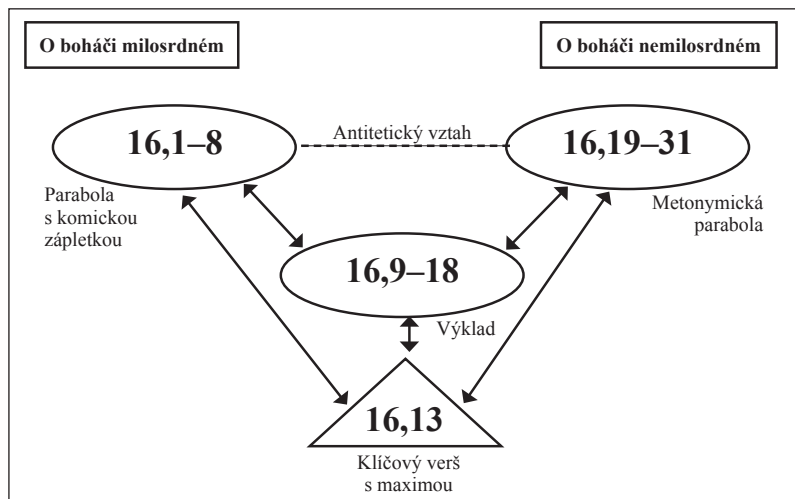 O boháči milosrdném
O boháči nemilosrdném
16,1–8
Antitetický vztah
16,19–31
Parabola
s komickou
zápletkou
Metonymická
parabola
16,9–18
Výklad
16,13
Klíčový verš
s maximou